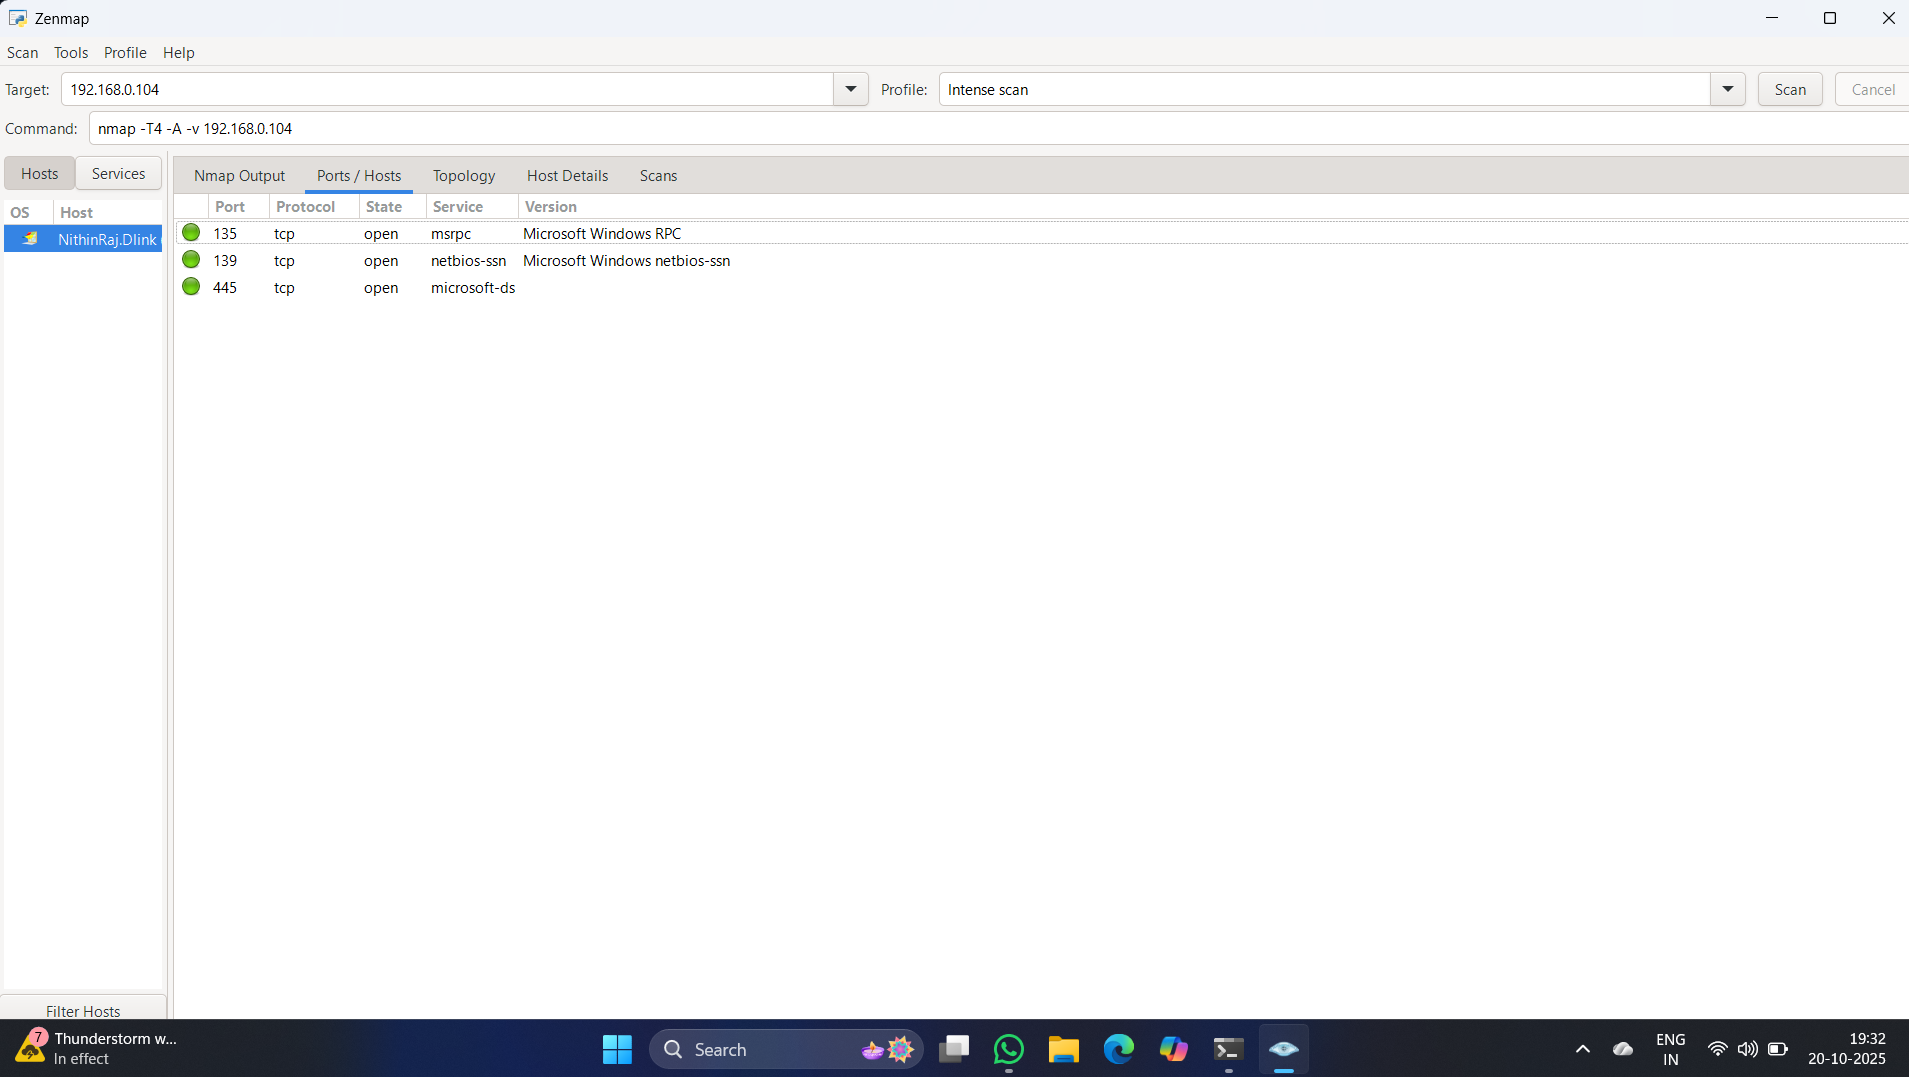 Zenmap
Scan Tools Profile Help
Target: 192.168.0.104 Profile: Intense scan Scan Cancel
Command: nmap -T4 -A -v 192.168.0.104
Hosts Services
Nmap Output Ports / Hosts Topology Host Details Scans
OS Host
NithinRaj.Dlink (
Port Protocol State Service Version
135 tcp open msrpc Microsoft Windows RPC
139 tcp open netbios-ssn Microsoft Windows netbios-ssn
445 tcp open microsoft-ds
Filter Hosts
7
Thunderstorm w...
In effect
Search
ENG
IN
19:32
20-10-2025